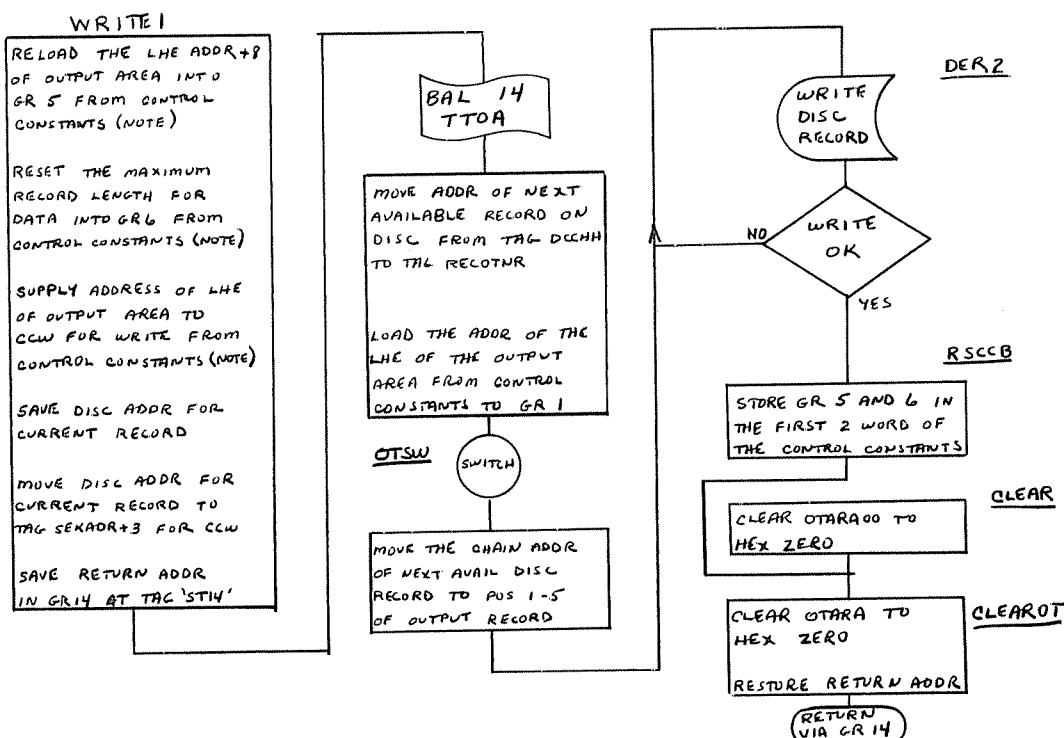 WRITE1
RELOAD THE LHE ADDR+8
OF OUTPUT AREA INTO
GR 5 FROM CONTROL
CONSTANTS (NOTE)
RESET THE MAXIMUM
RECORD LENGTH FOR
DATA INTO GR6 FROM
CONTROL CONSTANTS (NOTE)
SUPPLY ADDRESS OF LHE
OF OUTPUT AREA TO
CCW FOR WRITE FROM
CONTROL CONSTANTS (NOTE)
SAVE DISC ADDR FOR
CURRENT RECORD
MOVE DISC ADDR FOR
CURRENT RECORD TO
TAG SEKADR+3 FOR CCW
SAVE RETURN ADDR
IN GR14 AT TAG 'ST14'
BAL 14
TTOA
MOVE ADDR OF NEXT
AVAILABLE RECORD ON
DISC FROM TAG DCCHH
TO TAG RECOTNR
LOAD THE ADDR OF THE
LHE OF THE OUTPUT
AREA FROM CONTROL
CONSTANTS TO GR 1
OTSW
SWITCH
MOVE THE CHAIN ADDR
OF NEXT AVAIL DISC
RECORD TO POS 1-5
OF OUTPUT RECORD
DER2
WRITE
DISC
RECORD
NO
WRITE
OK
YES
RSCCB
STORE GR 5 AND 6 IN
THE FIRST 2 WORD OF
THE CONTROL CONSTANTS
CLEAR
CLEAR OTARA00 TO
HEX ZERO
CLEAROT
CLEAR OTARA TO
HEX ZERO
RESTORE RETURN ADDR
RETURN
VIA GR 14